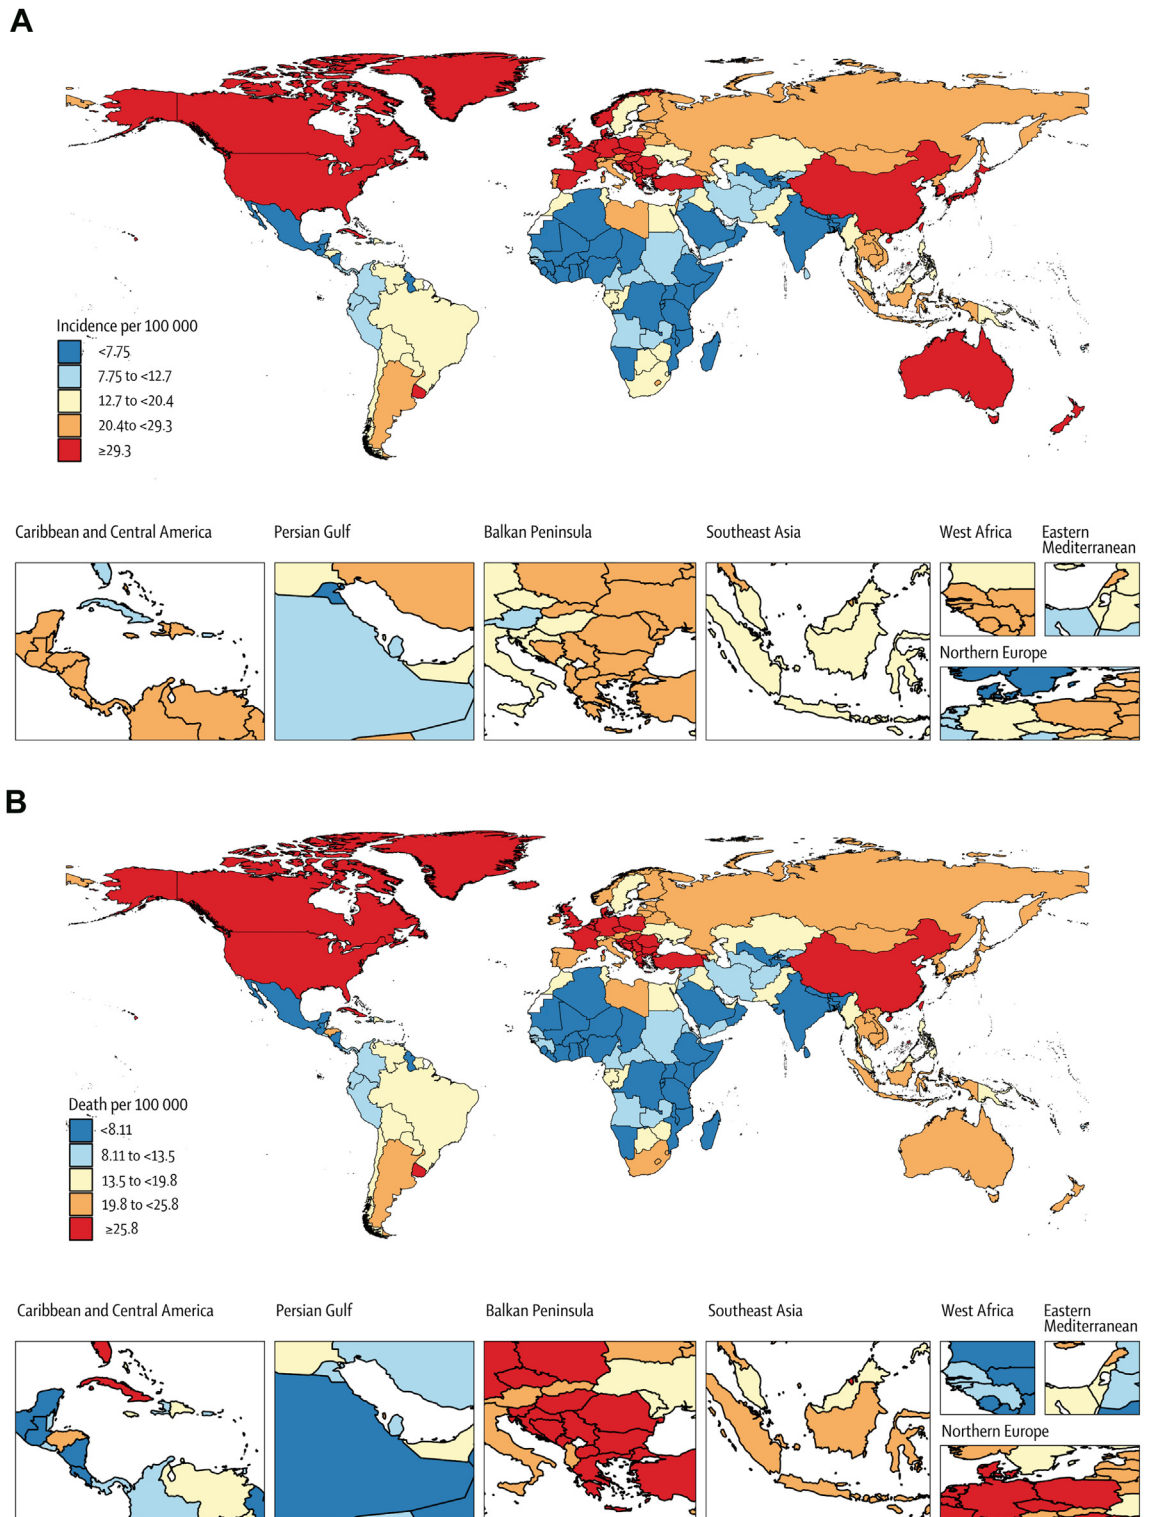 A
Incidence per 100 000
<7.75
7.75 to <12.7
12.7 to <20.4
20.4to <29.3
≥29.3
Caribbean and Central America
Persian Gulf
Balkan Peninsula
Southeast Asia
West Africa
Eastern
Mediterranean
Northern Europe
B
Death per 100 000
<8.11
8.11 to <13.5
13.5 to <19.8
19.8 to <25.8
≥25.8
Caribbean and Central America
Persian Gulf
Balkan Peninsula
Southeast Asia
West Africa
Eastern
Mediterranean
Northern Europe